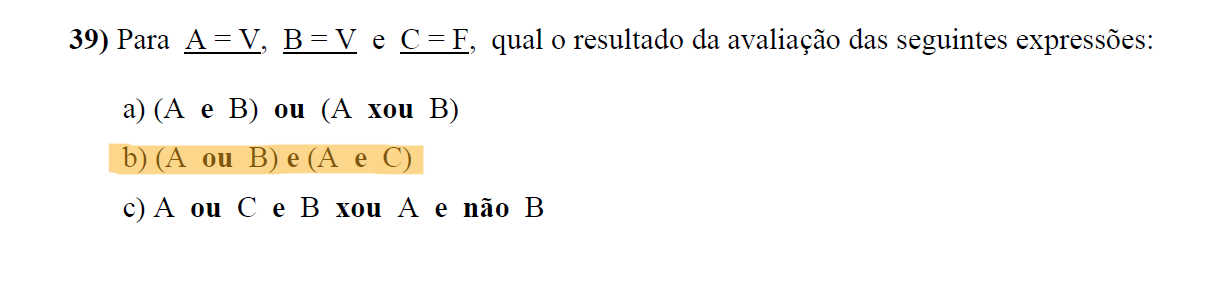 39) Para A = V, B = V e C = F, qual o resultado da avaliação das seguintes expressões:
a) (A e B) ou (A xou B)
b) (A ou B) e (A e C)
c) A ou C e B xou A e não B